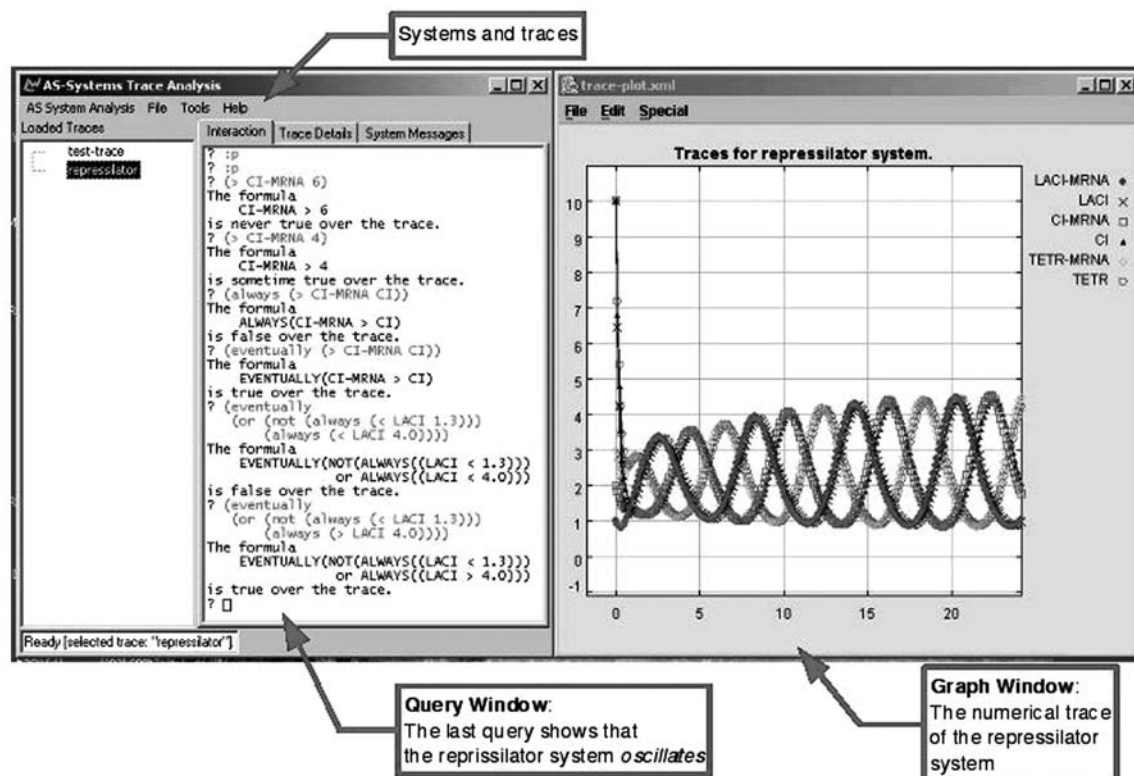 Systems and traces
AS-Systems Trace Analysis
AS System Analysis File Tools Help
Loaded Traces
test-trace
repressilator
Interaction Trace Details System Messages
? :p
? :p
? (> CI-MRNA 6)
The formula
CI-MRNA > 6
is never true over the trace.
? (> CI-MRNA 4)
The formula
CI-MRNA > 4
is sometime true over the trace.
? (always (> CI-MRNA CI))
The formula
ALWAYS(CI-MRNA > CI)
is false over the trace.
? (eventually (> CI-MRNA CI))
The formula
EVENTUALLY(CI-MRNA > CI)
is true over the trace.
? (eventually
(or (not (always (< LACI 1.3)))
(always (< LACI 4.0))))
The formula
EVENTUALLY(NOT(ALWAYS((LACI < 1.3)))
or ALWAYS((LACI < 4.0)))
is false over the trace.
? (eventually
(or (not (always (< LACI 1.3)))
(always (> LACI 4.0))))
The formula
EVENTUALLY(NOT(ALWAYS((LACI < 1.3)))
or ALWAYS((LACI > 4.0)))
is true over the trace.
?
Ready [selected trace: "repressilator"]
trace-plot.xml
File Edit Special
Traces for repressilator system.
LACI-MRNA
LACI
CI-MRNA
CI
TETR-MRNA
TETR
10
9
8
7
6
5
4
3
2
1
0
-1
0 5 10 15 20
Query Window:
The last query shows that
the reprissilator system oscillates
Graph Window:
The numerical trace
of the repressilator
system